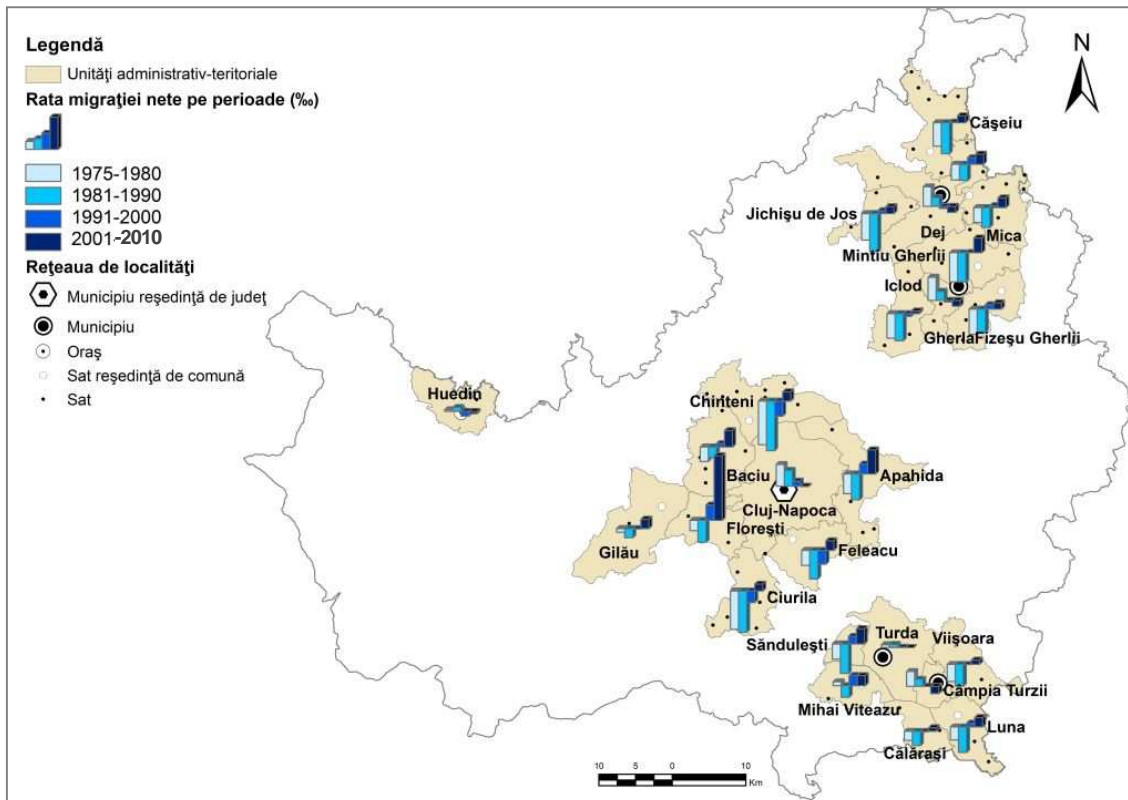 Legendă
Unităţi administrativ-teritoriale
Rata migraţiei nete pe perioade (‰)
1975-1980
1981-1990
1991-2000
2001-2010
Reţeaua de localităţi
Municipiu reşedinţă de judeţ
Municipiu
Oraş
Sat reşedinţă de comună
Sat
N
Căşeiu
Jichişu de Jos
Dej
Mica
Mintiu Gherlii
Iclod
Gherla
Fizeşu Gherlii
Huedin
Chinteni
Baciu
Apahida
Cluj-Napoca
Floreşti
Gilău
Feleacu
Ciurila
Sănduleşti
Turda
Viişoara
Câmpia Turzii
Mihai Viteazu
Luna
Călăraşi
10 5 0 10
Km